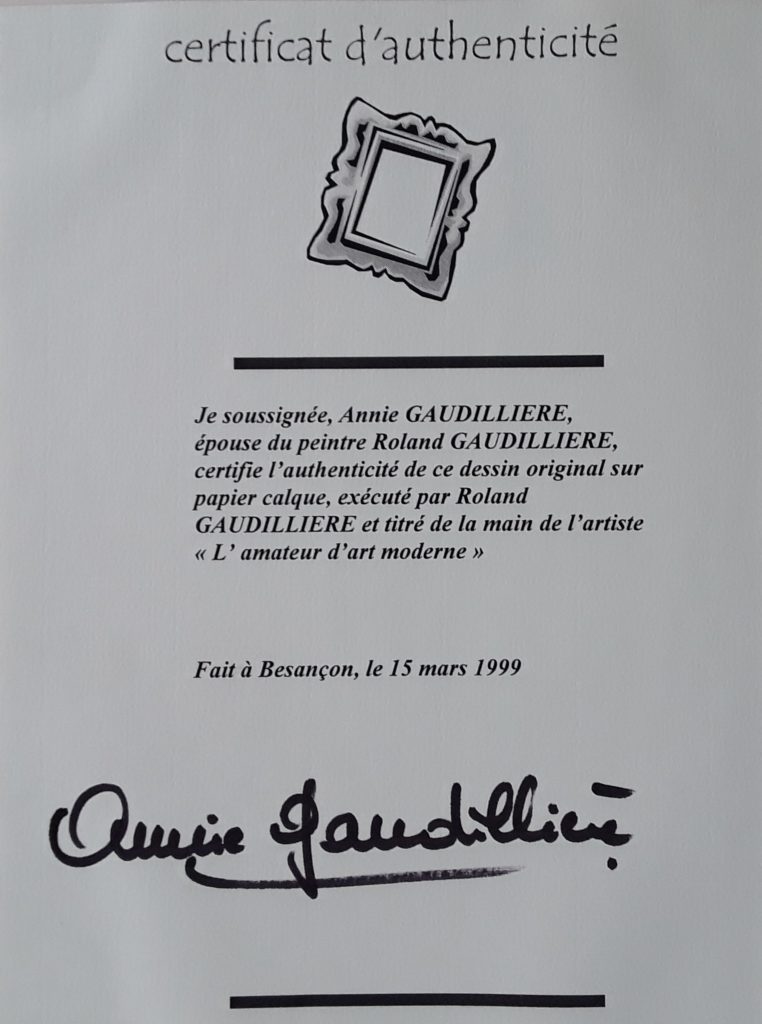 certificat d'authenticité
Je soussignée, Annie GAUDILLIERE,
épouse du peintre Roland GAUDILLIERE,
certifie l'authenticité de ce dessin original sur
papier calque, exécuté par Roland
GAUDILLIERE et titré de la main de l'artiste
« L' amateur d'art moderne »
Fait à Besançon, le 15 mars 1999
Annie Gaudillière